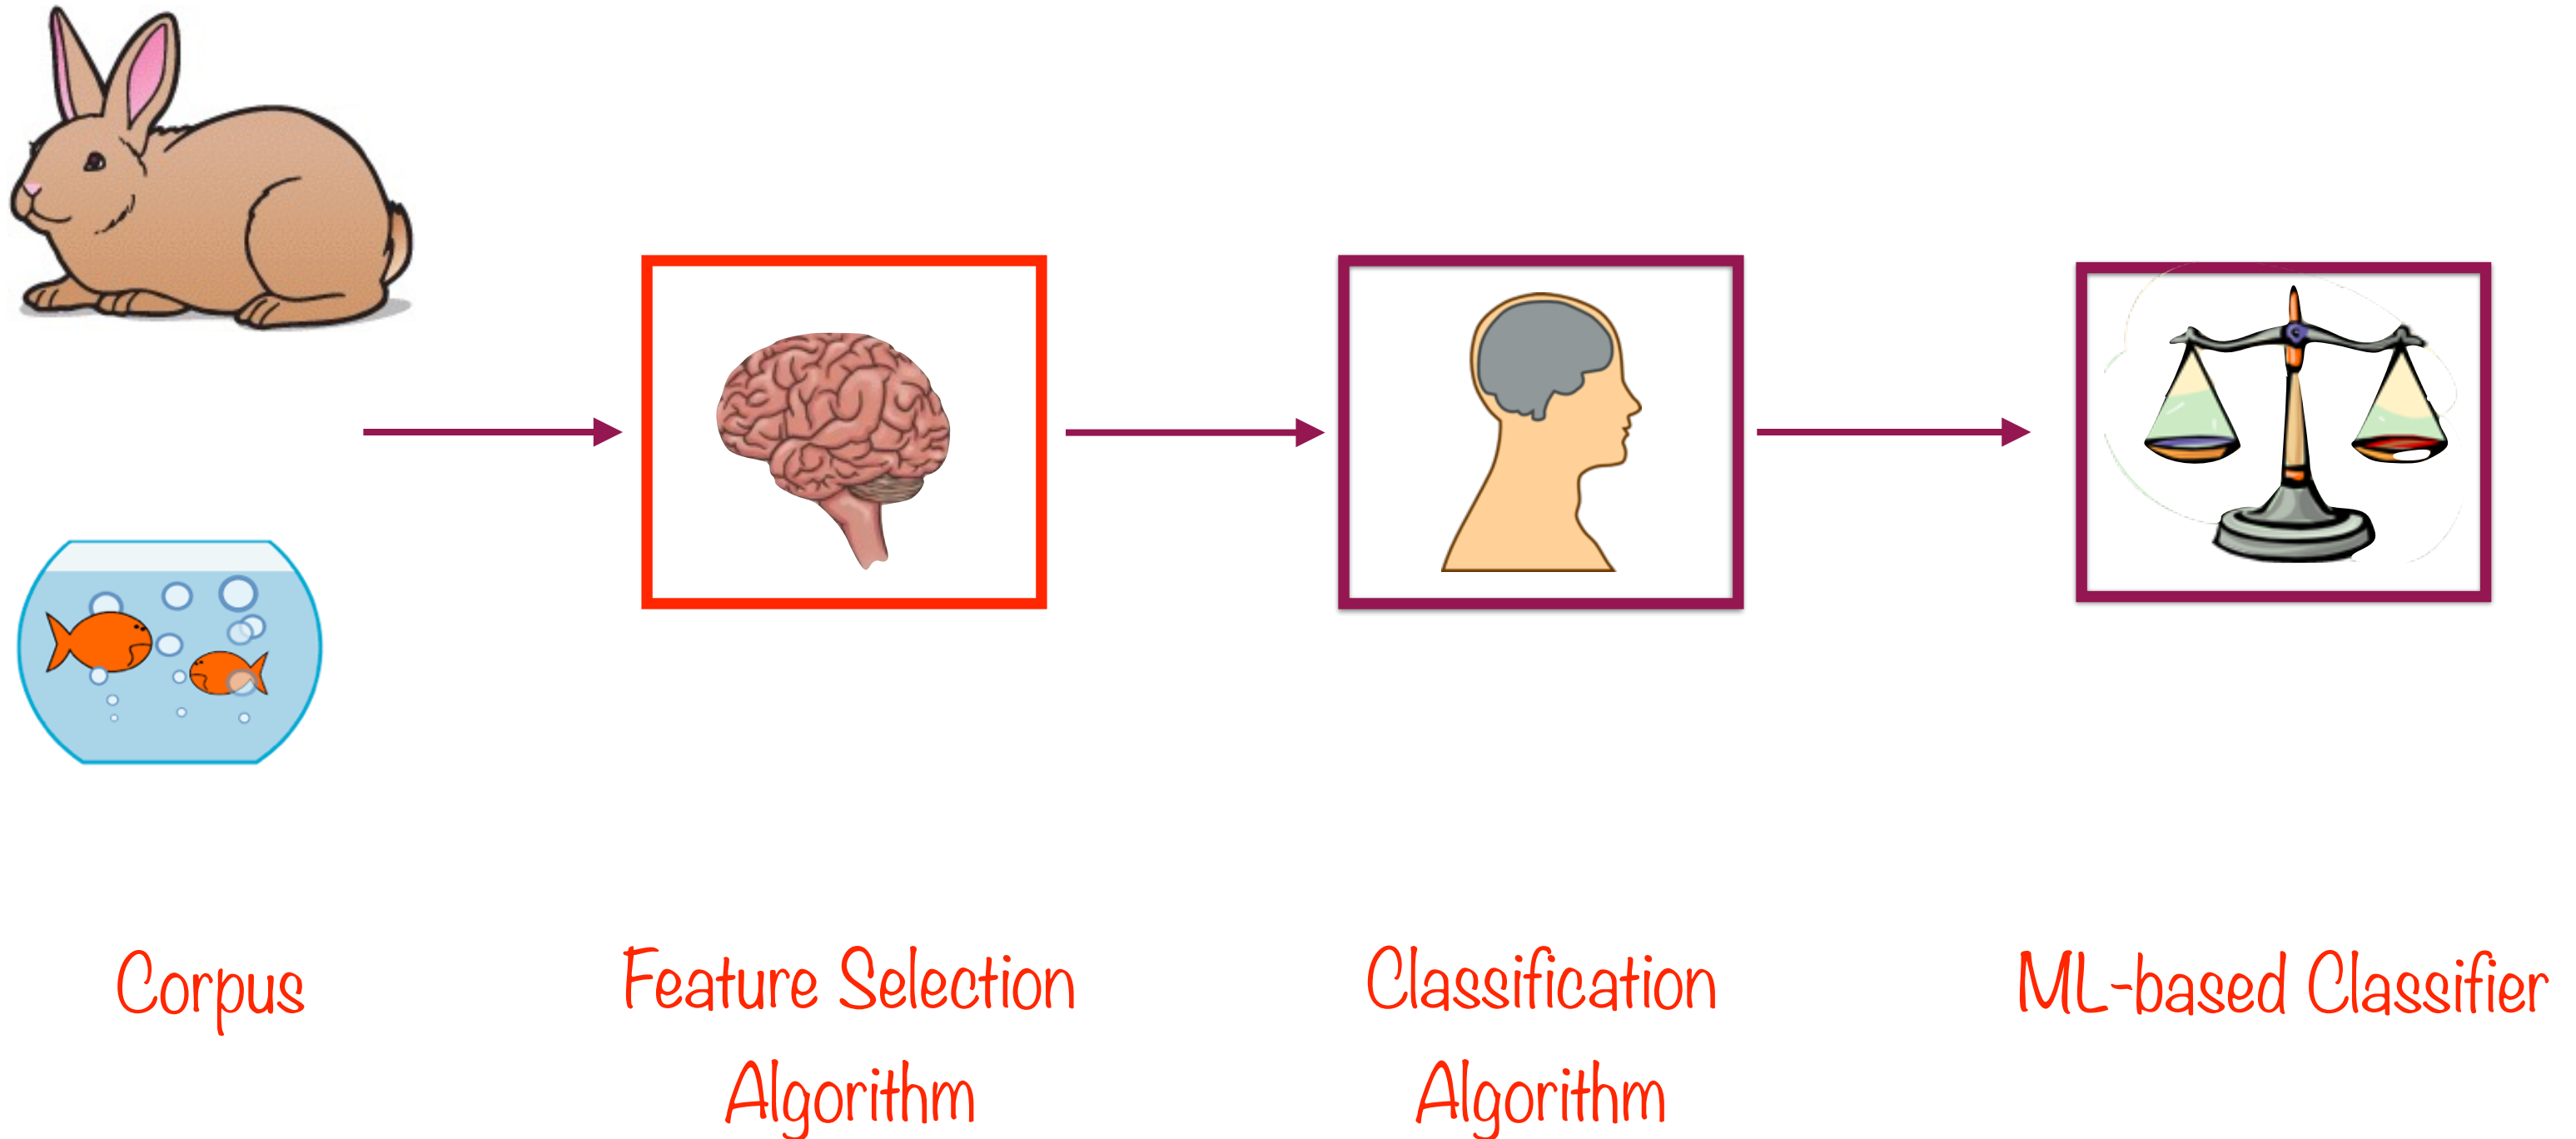 Corpus
Feature Selection
Algorithm
Classification
Algorithm
ML-based Classifier